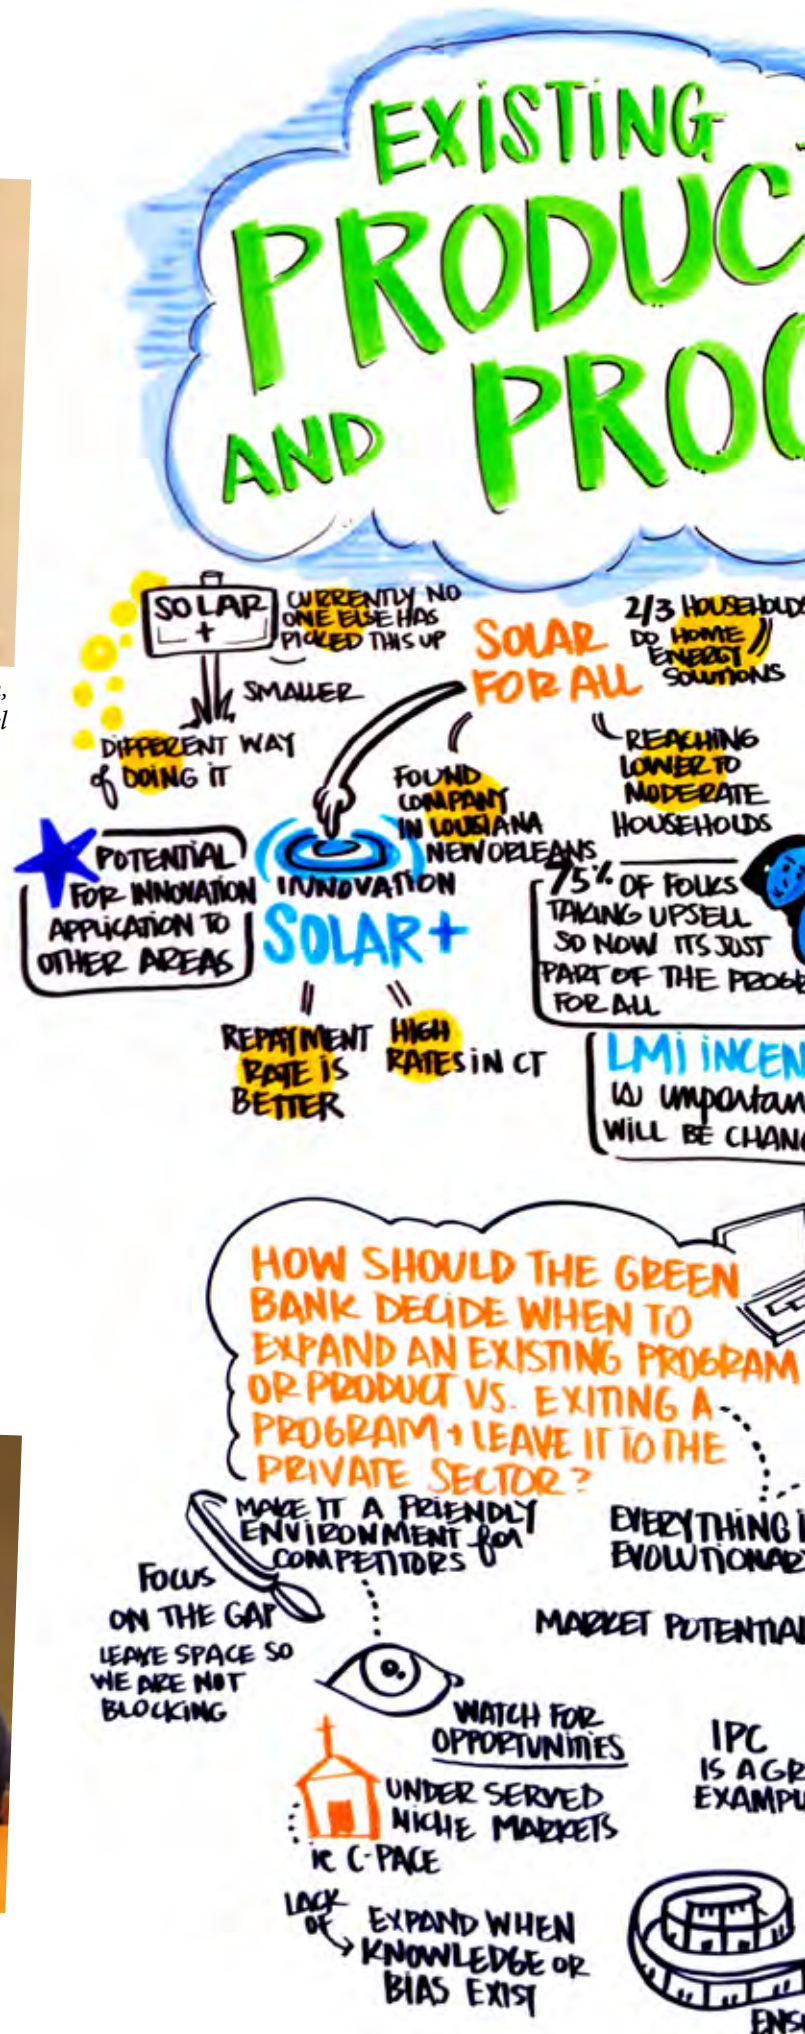 EXISTING
PRODUC
AND PROG
SOLAR
+
CURRENTLY NO
ONE ELSE HAS
PICKED THIS UP
SMALLER
DIFFERENT WAY
of DOING IT
SOLAR
FOR ALL
2/3 HOUSEHOLDS
DO HOME
ENERGY
SOLUTIONS
REACHING
LOWER TO
MODERATE
HOUSEHOLDS
FOUND
COMPANY
IN LOUISIANA
NEW ORLEANS
POTENTIAL
FOR INNOVATION
APPLICATION TO
OTHER AREAS
INNOVATION
SOLAR+
REPAYMENT
RATE IS
BETTER
HIGH
RATES IN CT
75% OF FOLKS
TAKING UPSELL
SO NOW ITS JUST
PART OF THE PROGR
FOR ALL
LMI INCEN
is importan
WILL BE CHANG
HOW SHOULD THE GREEN
BANK DECIDE WHEN TO
EXPAND AN EXISTING PROGRAM
OR PRODUCT VS. EXITING A
PROGRAM + LEAVE IT TO THE
PRIVATE SECTOR?
MAKE IT A FRIENDLY
ENVIRONMENT for
COMPETITORS
FOCUS
ON THE GAP
LEAVE SPACE SO
WE ARE NOT
BLOCKING
EVERYTHING I
EVOLUTIONAR
MARKET POTENTIAL
WATCH FOR
OPPORTUNITIES
UNDER SERVED
NICHE MARKETS
ie C-PACE
IPC
IS A GR
EXAMPL
LACK
OF
EXPAND WHEN
KNOWLEDGE OR
BIAS EXIST
ENS